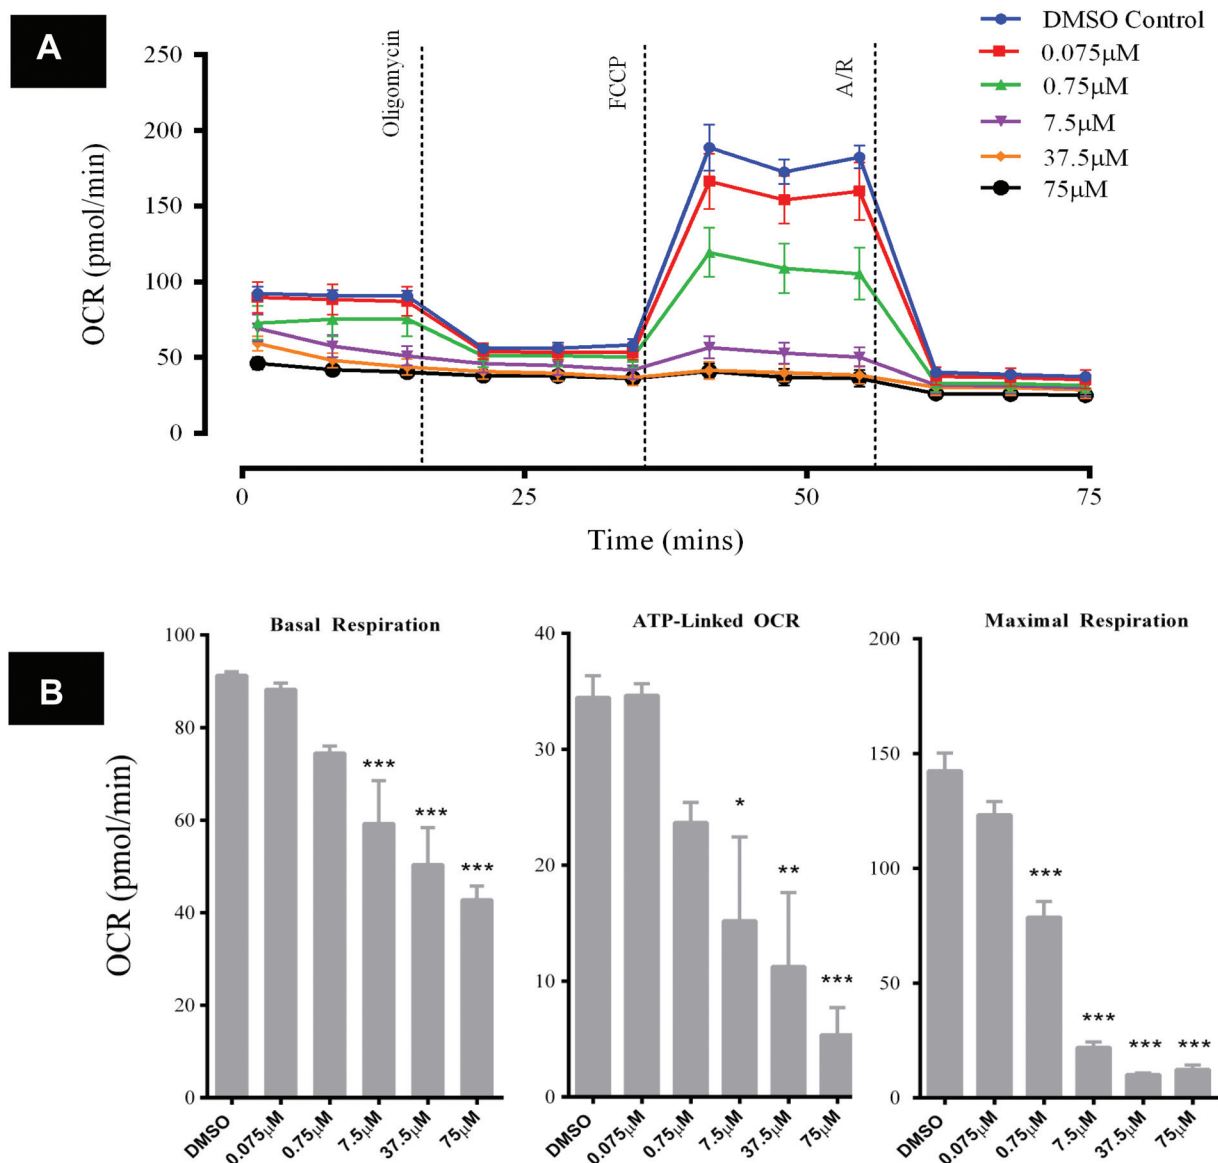 A
DMSO Control
0.075μM
0.75μM
7.5μM
37.5μM
75μM
Oligomycin
FCCP
A/R
OCR (pmol/min)
250
200
150
100
50
0
0 25 50 75
Time (mins)
B
OCR (pmol/min)
Basal Respiration
100
80
60
40
20
0
***
***
***
DMSO 0.075μM 0.75μM 7.5μM 37.5μM 75μM
ATP-Linked OCR
40
30
20
10
0
*
**
***
DMSO 0.075μM 0.75μM 7.5μM 37.5μM 75μM
Maximal Respiration
200
150
100
50
0
***
***
***
***
DMSO 0.075μM 0.75μM 7.5μM 37.5μM 75μM